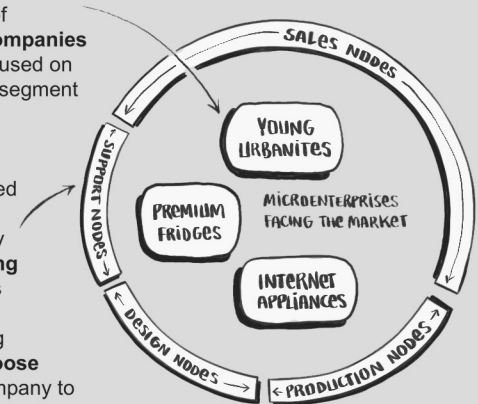 of
ompanies
used on
segment
ed
y
ng
s
g
oose
mpany to
SALES NODES
SUPPORT NODES
DESIGN NODES
PRODUCTION NODES
YOUNG
URBANITES
PREMIUM
FRIDGES
MICROENTERPRISES
FACING THE MARKET
INTERNET
APPLIANCES